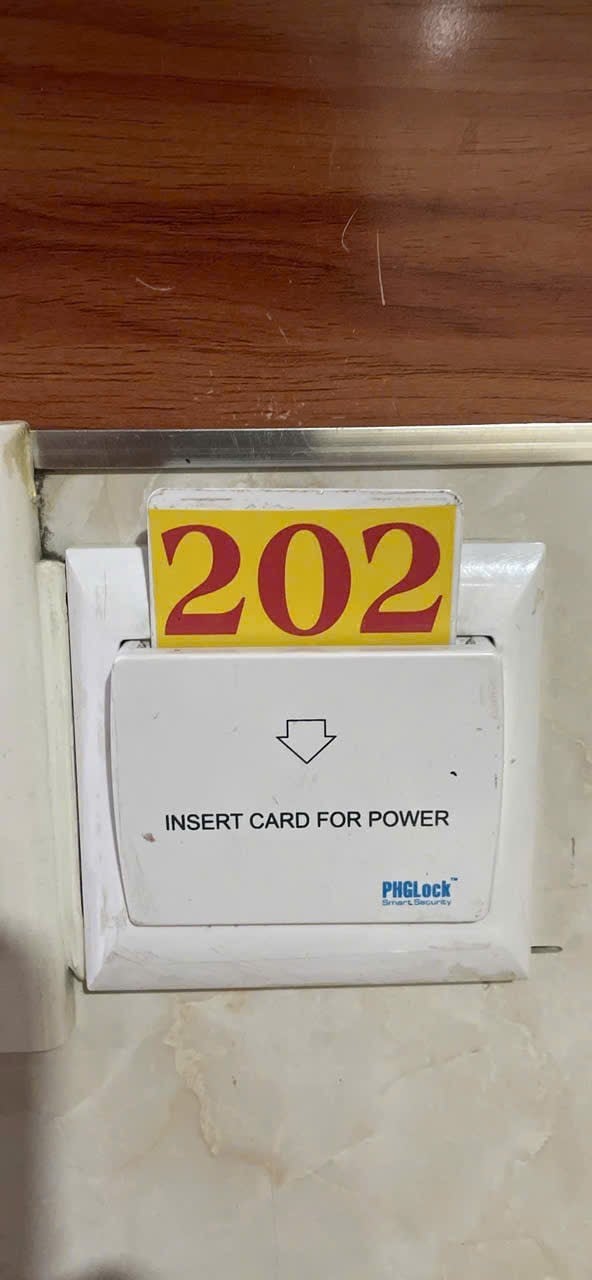 202
INSERT CARD FOR POWER
PHGLock™
Smart Security